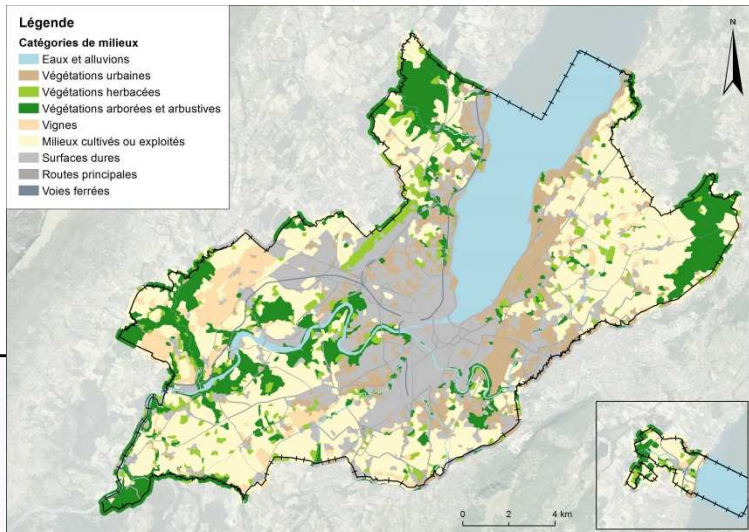 Légende
Catégories de milieux
Eaux et alluvions
Végétations urbaines
Végétations herbacées
Végétations arborées et arbustives
Vignes
Milieux cultivés ou exploités
Surfaces dures
Routes principales
Voies ferrées
N
0 2 4 km